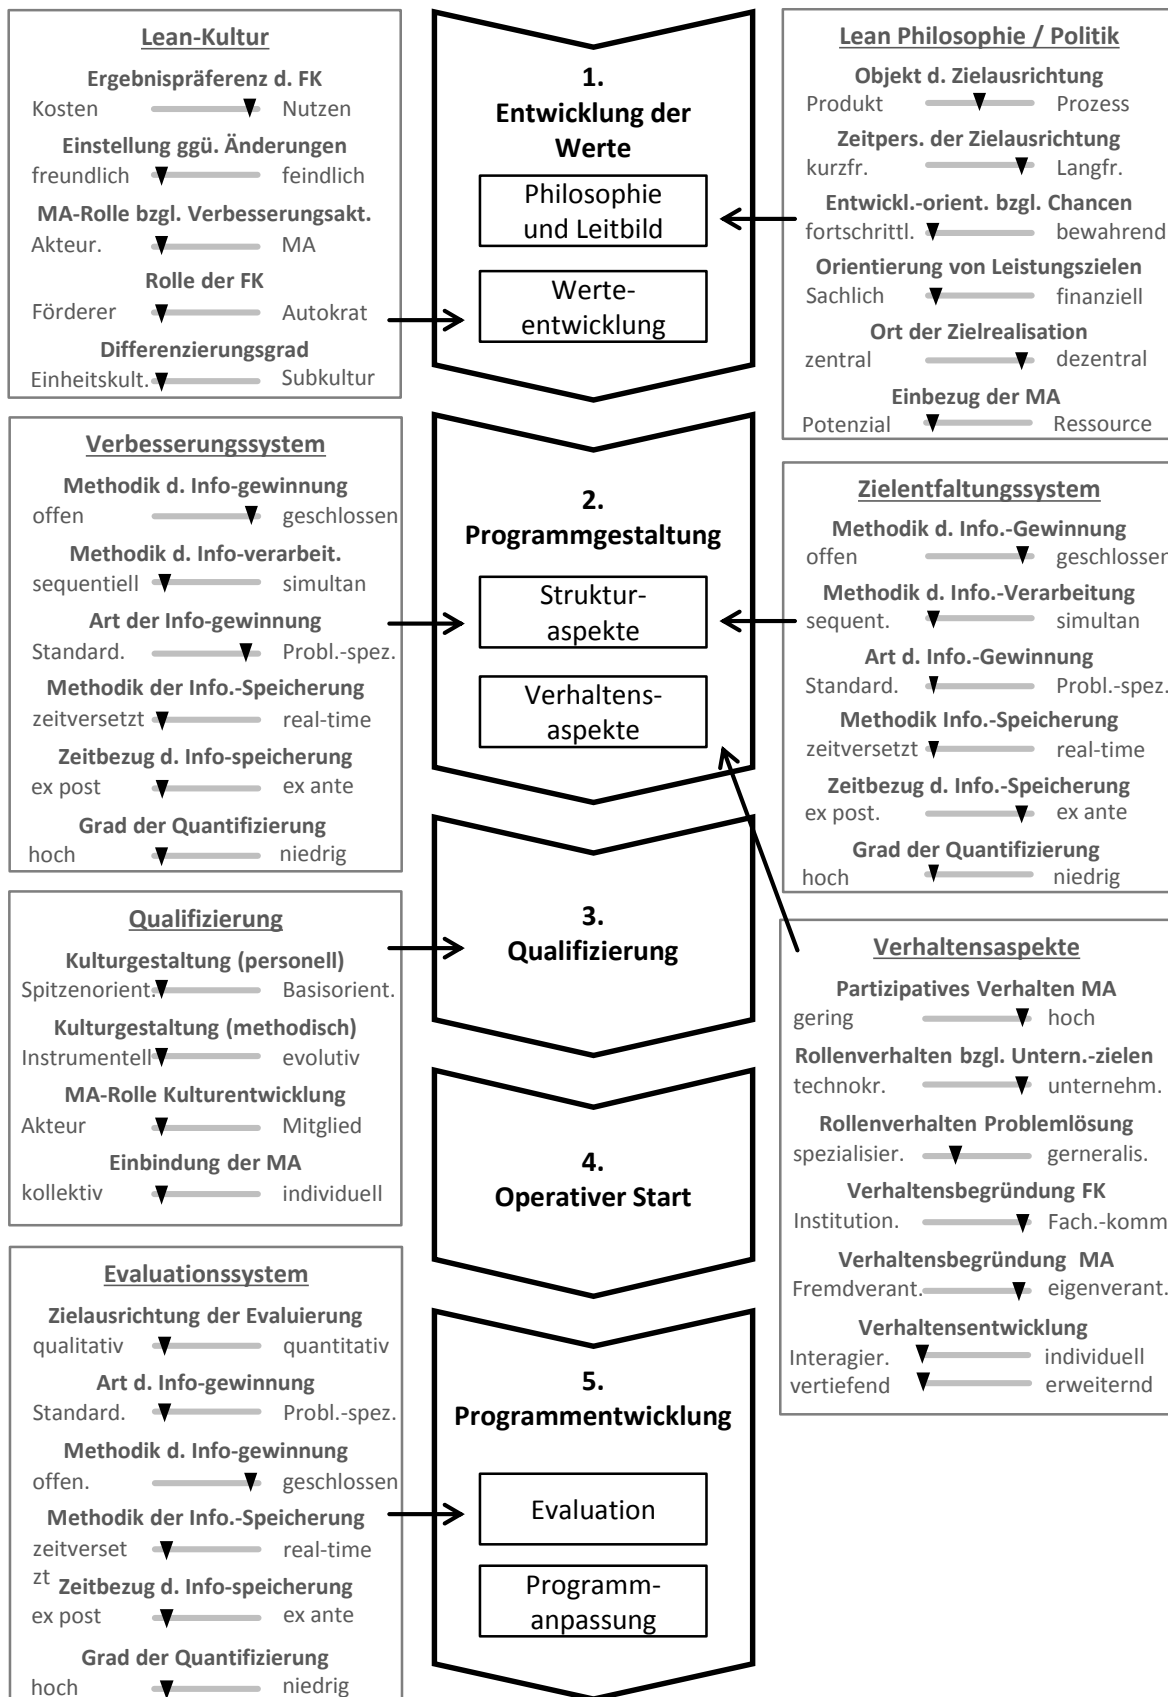 Lean-Kultur
Ergebnispräferenz d. FK
Kosten Nutzen
Einstellung ggü. Änderungen
freundlich feindlich
MA-Rolle bzgl. Verbesserungsakt.
Akteur. MA
Rolle der FK
Förderer Autokrat
Differenzierungsgrad
Einheitskult. Subkultur
Verbesserungssystem
Methodik d. Info-gewinnung
offen geschlossen
Methodik d. Info-verarbeit.
sequentiell simultan
Art der Info-gewinnung
Standard. Probl.-spez.
Methodik der Info.-Speicherung
zeitversetzt real-time
Zeitbezug d. Info-speicherung
ex post ex ante
Grad der Quantifizierung
hoch niedrig
Qualifizierung
Kulturgestaltung (personell)
Spitzenorient. Basisorient.
Kulturgestaltung (methodisch)
Instrumentell evolutiv
MA-Rolle Kulturentwicklung
Akteur Mitglied
Einbindung der MA
kollektiv individuell
Evaluationssystem
Zielausrichtung der Evaluierung
qualitativ quantitativ
Art d. Info-gewinnung
Standard. Probl.-spez.
Methodik d. Info-gewinnung
offen. geschlossen
Methodik der Info.-Speicherung
zeitverset real-time
zt Zeitbezug d. Info-speicherung
ex post ex ante
Grad der Quantifizierung
hoch niedrig
1.
Entwicklung der
Werte
Philosophie
und Leitbild
Werte-
entwicklung
2.
Programmgestaltung
Struktur-
aspekte
Verhaltens-
aspekte
3.
Qualifizierung
4.
Operativer Start
5.
Programmentwicklung
Evaluation
Programm-
anpassung
Lean Philosophie / Politik
Objekt d. Zielausrichtung
Produkt Prozess
Zeitpers. der Zielausrichtung
kurzfr. Langfr.
Entwickl.-orient. bzgl. Chancen
fortschrittl. bewahrend
Orientierung von Leistungszielen
Sachlich finanziell
Ort der Zielrealisation
zentral dezentral
Einbezug der MA
Potenzial Ressource
Zielentfaltungssystem
Methodik d. Info.-Gewinnung
offen geschlossen
Methodik d. Info.-Verarbeitung
sequent. simultan
Art d. Info.-Gewinnung
Standard. Probl.-spez.
Methodik Info.-Speicherung
zeitversetzt real-time
Zeitbezug d. Info.-Speicherung
ex post. ex ante
Grad der Quantifizierung
hoch niedrig
Verhaltensaspekte
Partizipatives Verhalten MA
gering hoch
Rollenverhalten bzgl. Untern.-zielen
technokr. unternehm.
Rollenverhalten Problemlösung
spezialisier. gerneralis.
Verhaltensbegründung FK
Institution. Fach.-komm
Verhaltensbegründung MA
Fremdverant. eigenverant.
Verhaltensentwicklung
Interagier. individuell
vertiefend erweiternd